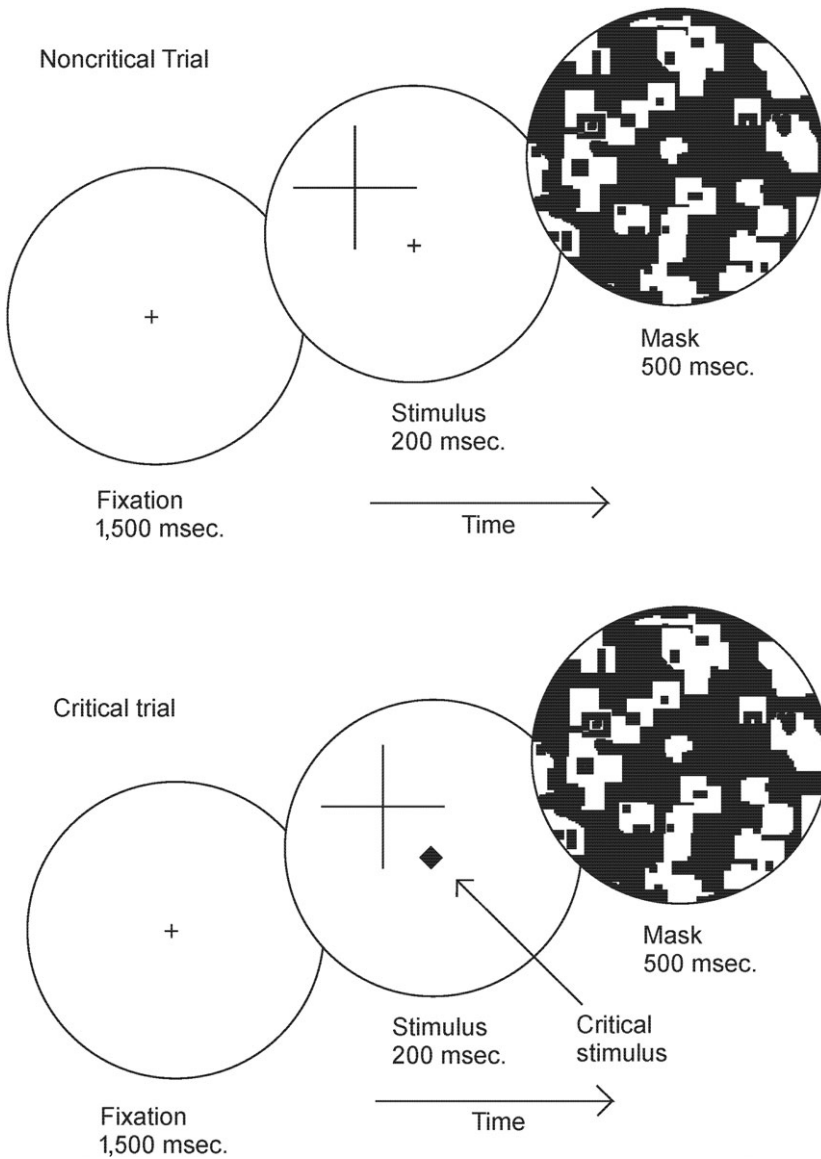 Noncritical Trial
Mask
500 msec.
Stimulus
200 msec.
Fixation
1,500 msec.
Time
Critical trial
Mask
500 msec.
Stimulus
200 msec.
Critical
stimulus
Fixation
1,500 msec.
Time